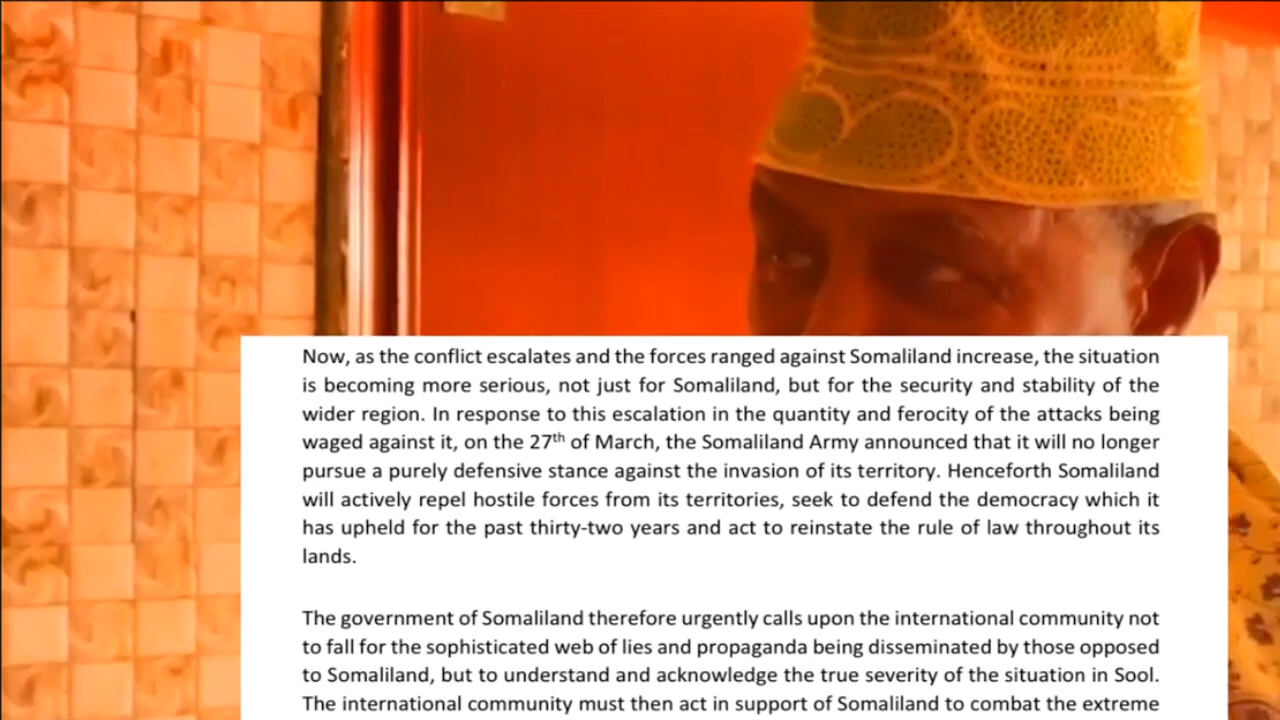 Now, as the conflict escalates and the forces ranged against Somaliland increase, the situation
is becoming more serious, not just for Somaliland, but for the security and stability of the
wider region. In response to this escalation in the quantity and ferocity of the attacks being
waged against it, on the 27th of March, the Somaliland Army announced that it will no longer
pursue a purely defensive stance against the invasion of its territory. Henceforth Somaliland
will actively repel hostile forces from its territories, seek to defend the democracy which it
has upheld for the past thirty-two years and act to reinstate the rule of law throughout its
lands.
The government of Somaliland therefore urgently calls upon the international community not
to fall for the sophisticated web of lies and propaganda being disseminated by those opposed
to Somaliland, but to understand and acknowledge the true severity of the situation in Sool.
The international community must then act in support of Somaliland to combat the extreme